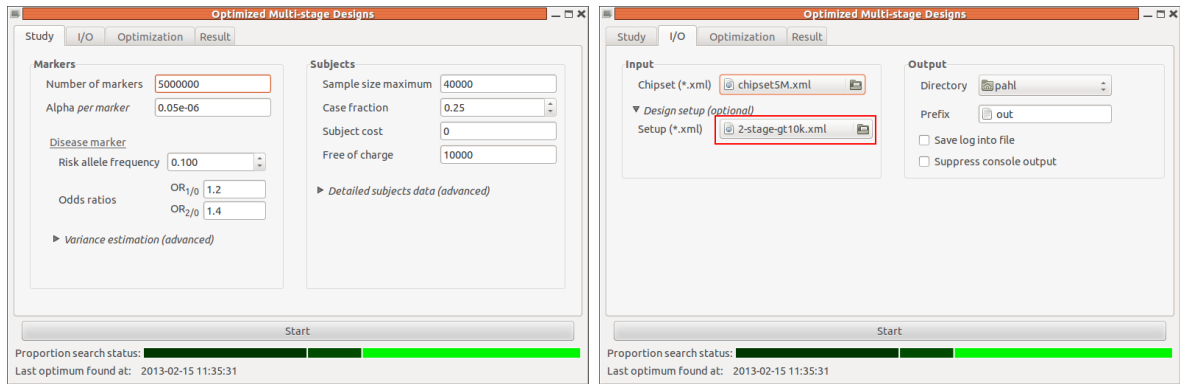 Optimized Multi-stage Designs
Study I/O Optimization Result
Markers
Number of markers 5000000
Alpha per marker 0.05e-06
Disease marker
Risk allele frequency 0.100
Odds ratios
OR1/0 1.2
OR2/0 1.4
Variance estimation (advanced)
Subjects
Sample size maximum 40000
Case fraction 0.25
Subject cost 0
Free of charge 10000
Detailed subjects data (advanced)
Start
Proportion search status:
Last optimum found at: 2013-02-15 11:35:31
Optimized Multi-stage Designs
Study I/O Optimization Result
Input
Chipset (*.xml) chipset5M.xml
Design setup (optional)
Setup (*.xml) 2-stage-gt10k.xml
Output
Directory pahl
Prefix out
Save log into file
Suppress console output
Start
Proportion search status:
Last optimum found at: 2013-02-15 11:35:31